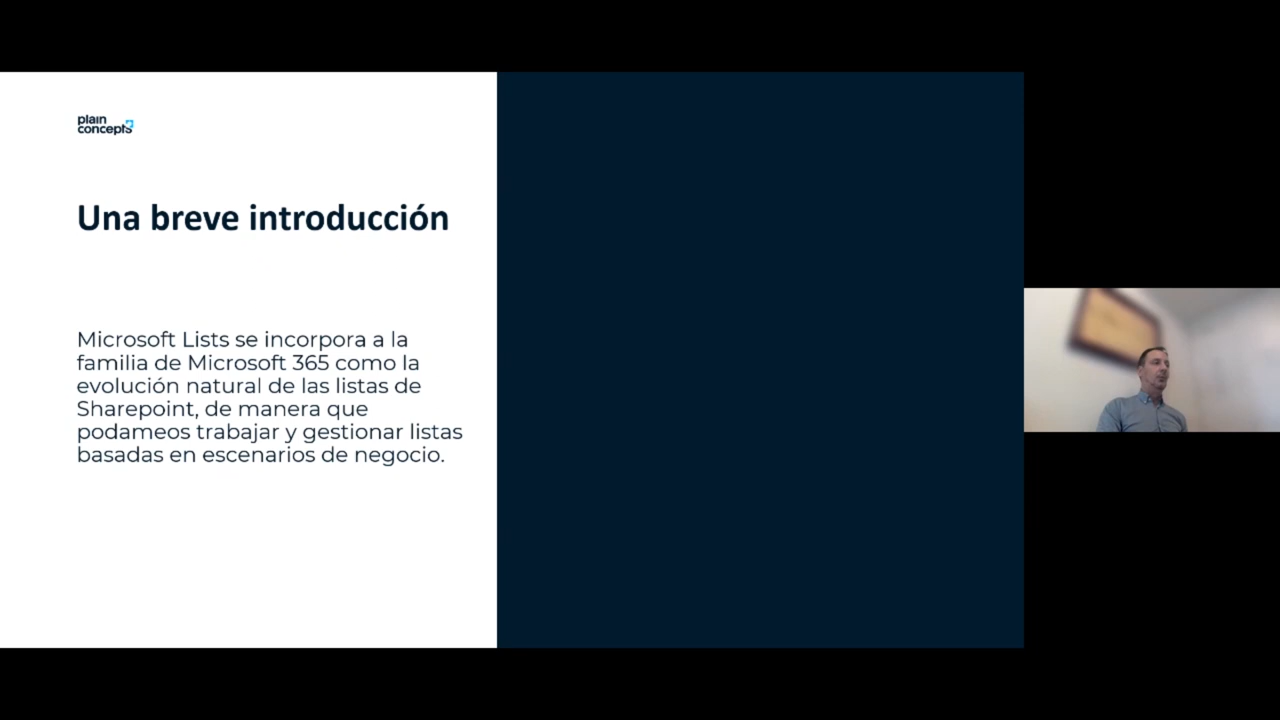 plain
concepts
Una breve introducción
Microsoft Lists se incorpora a la
familia de Microsoft 365 como la
evolución natural de las listas de
Sharepoint, de manera que
podameos trabajar y gestionar listas
basadas en escenarios de negocio.